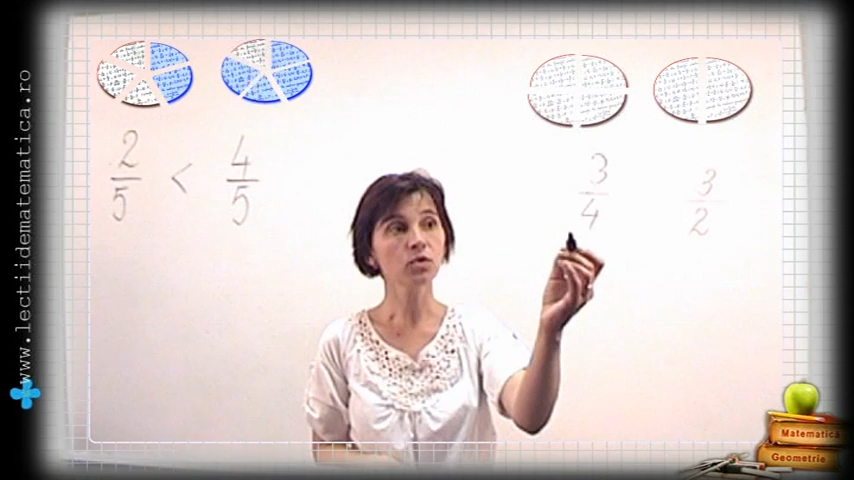 www.lectiidematematica.ro
2/5 < 4/5
3/4
3/2
Matematica
Geometrie